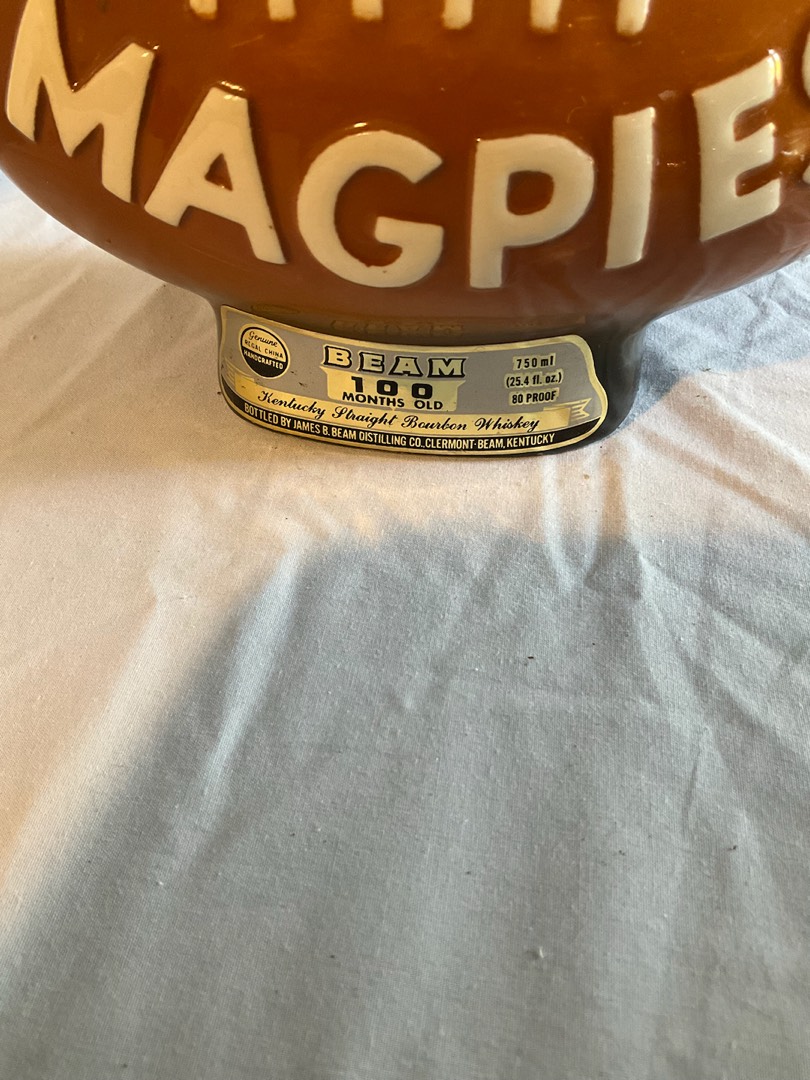 MAGPIES
Genuine
REGAL CHINA
HANDCRAFTED
BEAM
100
MONTHS OLD
750 ml
(25.4 fl. oz.)
80 PROOF
Kentucky Straight Bourbon Whiskey
BOTTLED BY JAMES B. BEAM DISTILLING CO., CLERMONT-BEAM, KENTUCKY